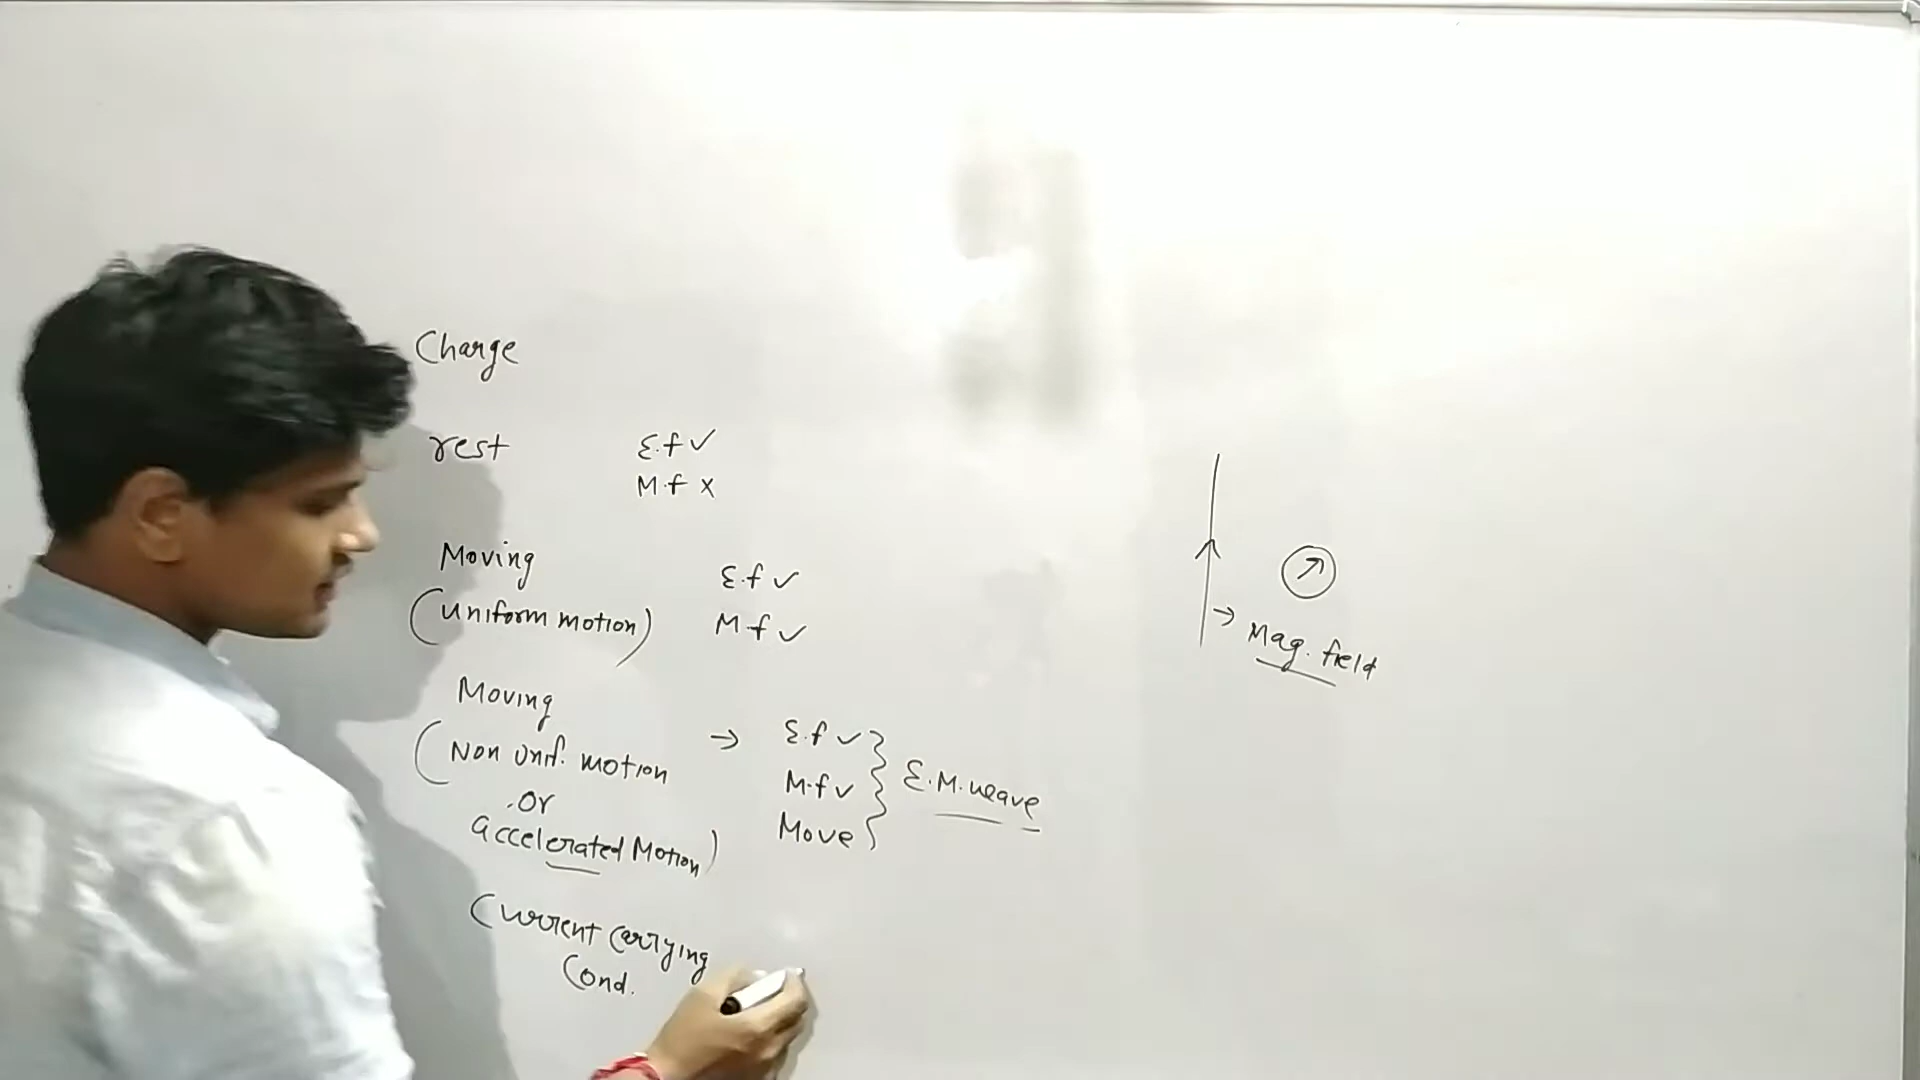 Charge
rest E.f ✓
M.f x
Moving E.f ✓
(Uniform motion) M.f ✓
Moving
(Non Unif. motion → E.f ✓
M.f ✓
or
accelerated Motion) Move
} E.M. wave
Current Carrying
Cond.
→ Mag. field